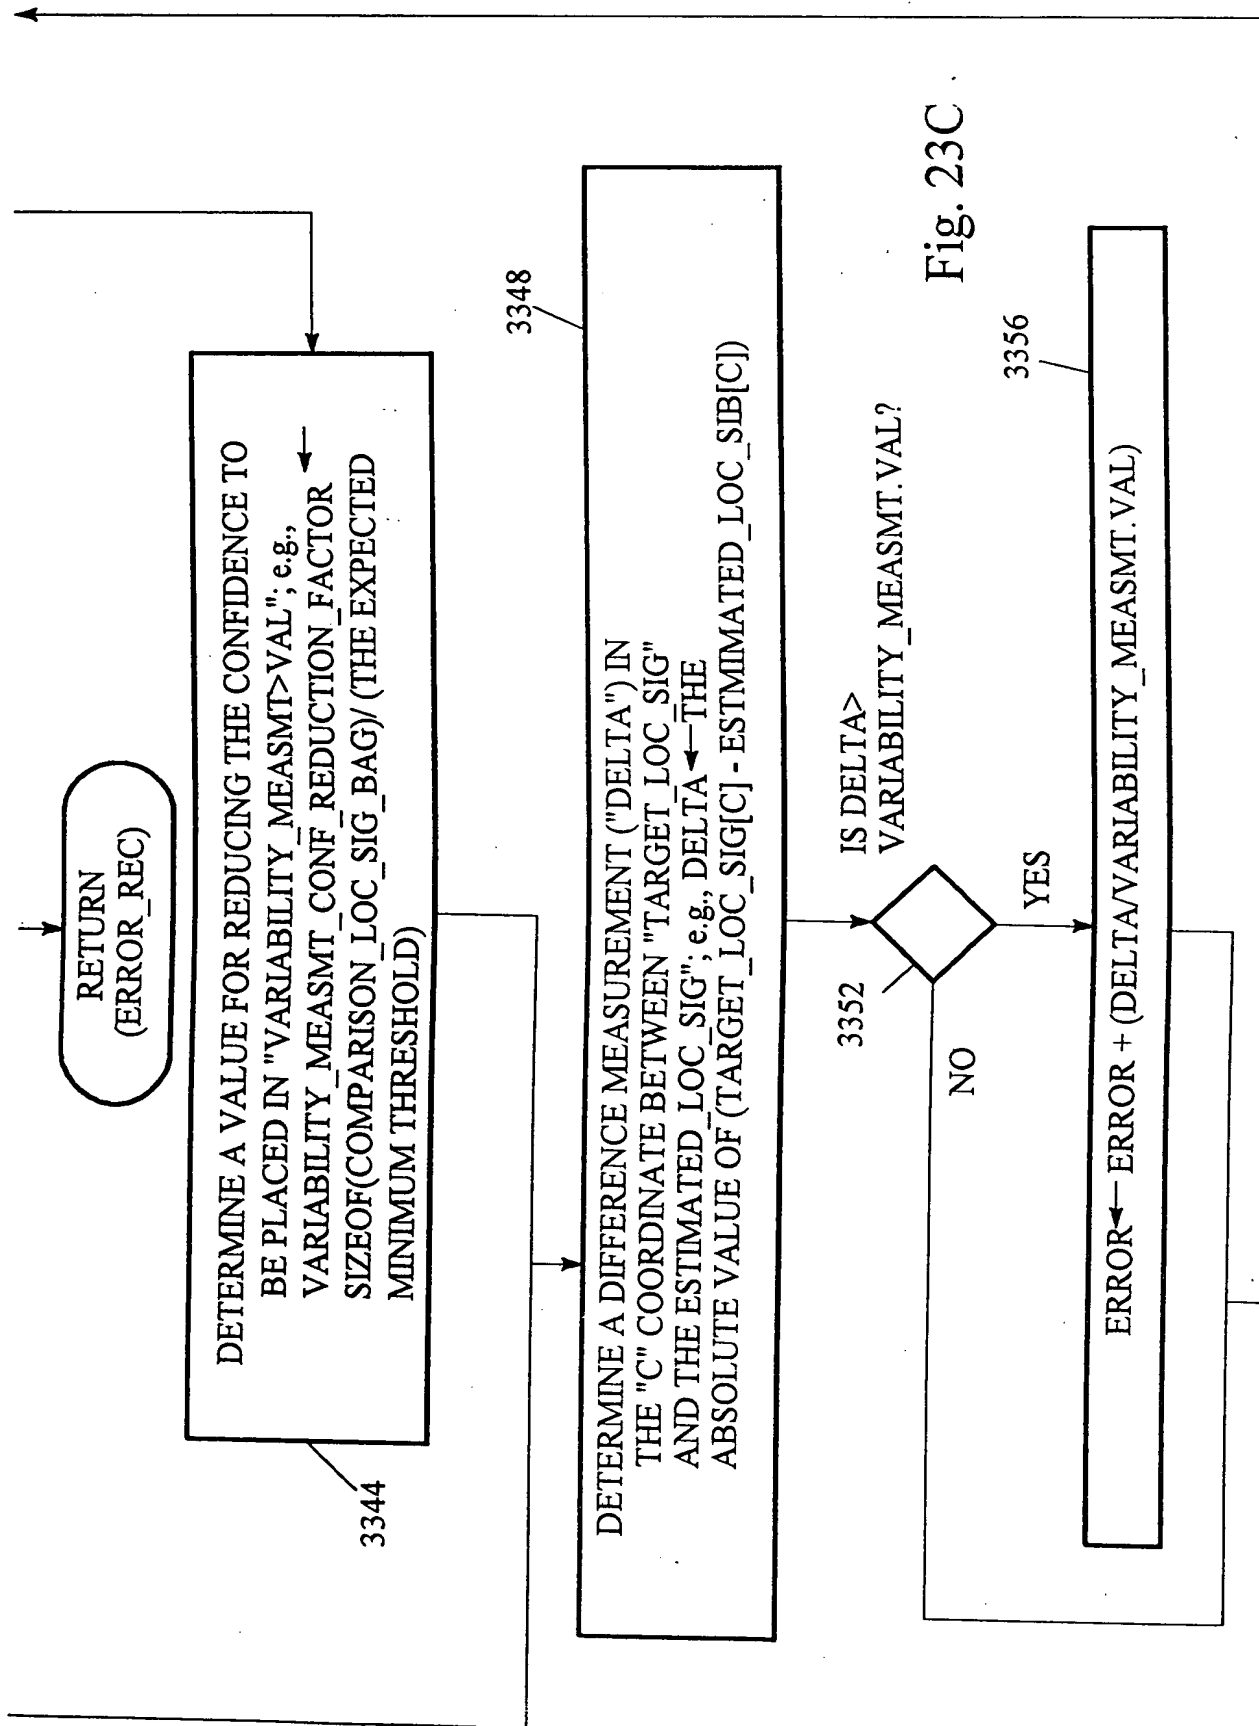 RETURN
(ERROR_REC)
DETERMINE A VALUE FOR REDUCING THE CONFIDENCE TO
BE PLACED IN "VARIABILITY_MEASMT>VAL"; e.g.,
VARIABILITY_MEASMT_CONF_REDUCTION_FACTOR ←
SIZEOF(COMPARISON_LOC_SIG_BAG)/ (THE EXPECTED
MINIMUM THRESHOLD)
3344
3348
DETERMINE A DIFFERENCE MEASUREMENT ("DELTA") IN
THE "C" COORDINATE BETWEEN "TARGET_LOC_SIG"
AND THE ESTIMATED_LOC_SIG"; e.g., DELTA ← THE
ABSOLUTE VALUE OF (TARGET_LOC_SIG[C] - ESTMIMATED_LOC_SIB[C])
IS DELTA>
VARIABILITY_MEASMT.VAL?
3352
NO
YES
3356
ERROR ← ERROR + (DELTA/VARIABILITY_MEASMT.VAL)
Fig. 23C